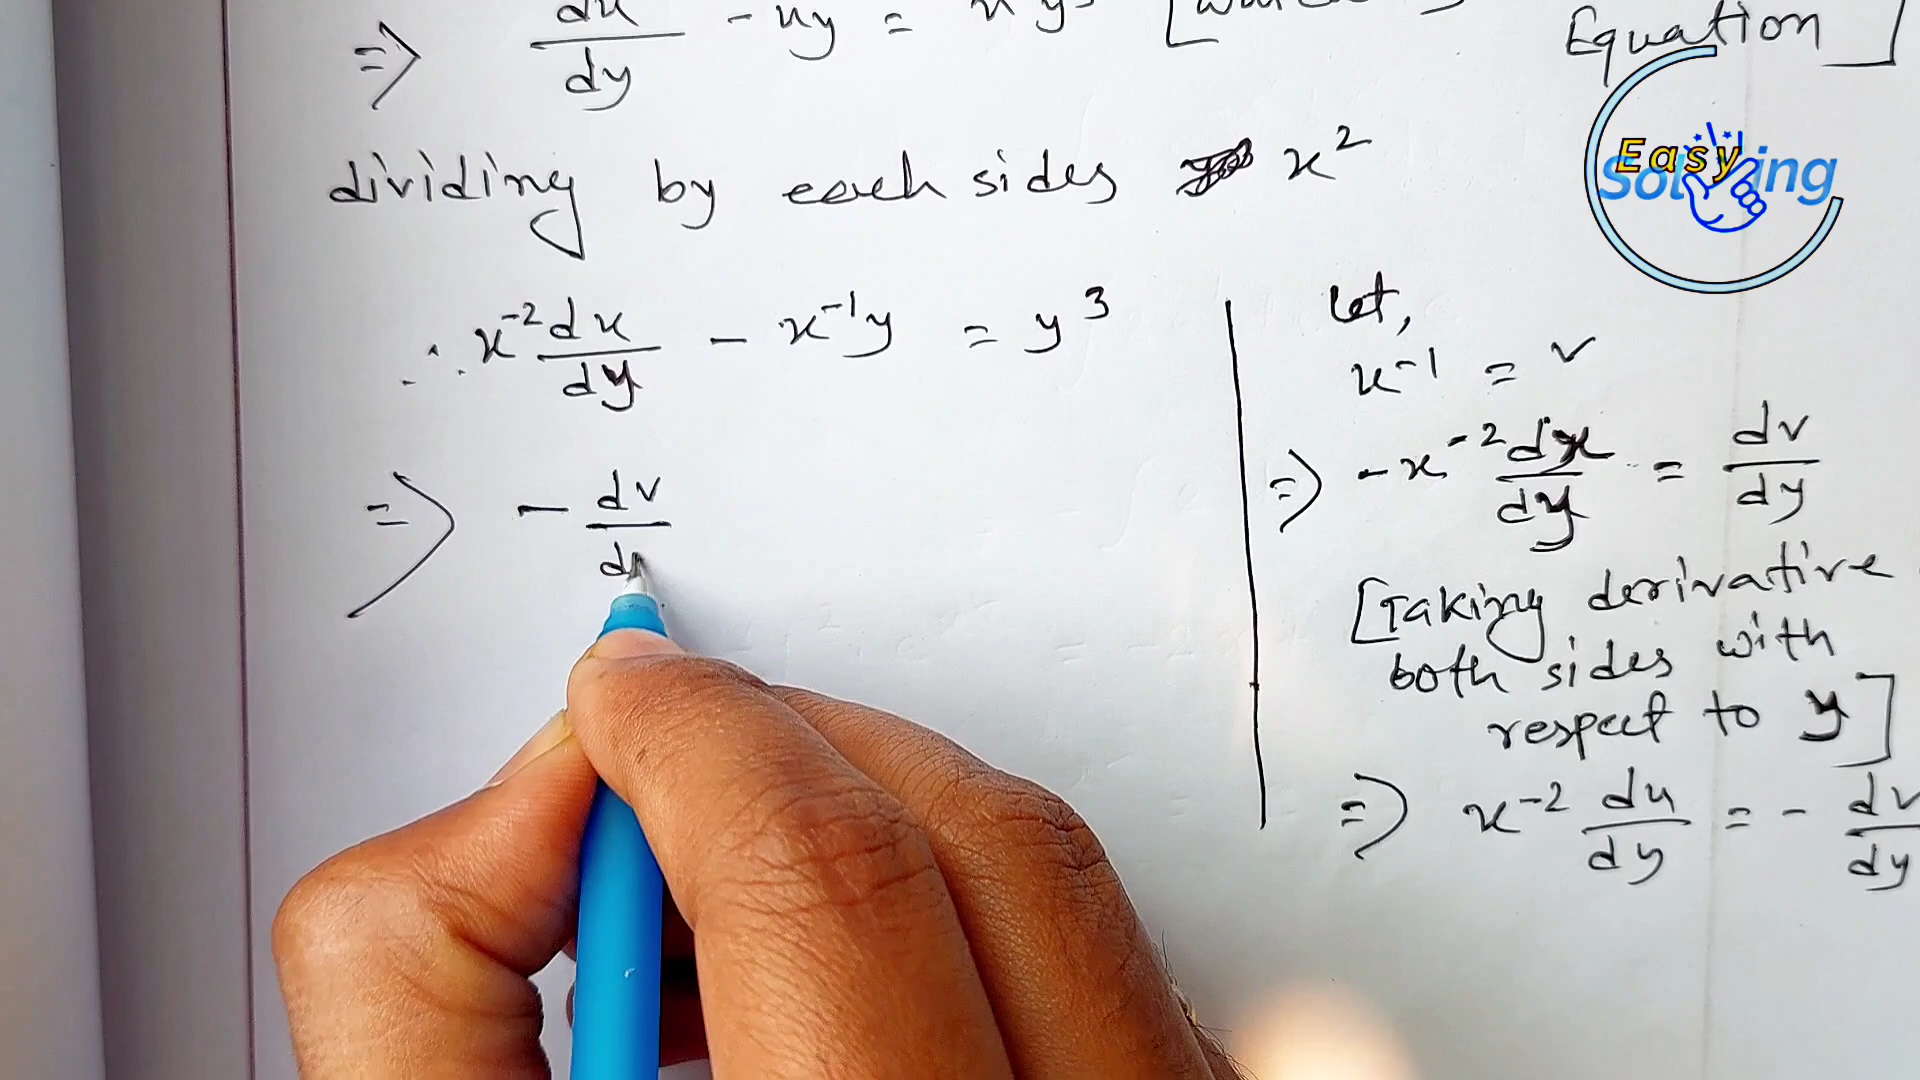 => dx/dy - xy = x y³ [ Equation ]
Easy Solving
dividing by each sides x²
∴ x⁻² dx/dy - x⁻¹y = y³
=> - dv/d
let,
x⁻¹ = v
=> - x⁻² dx/dy = dv/dy
[Taking derivative
both sides with
respect to y]
=> x⁻² dx/dy = - dv/dy